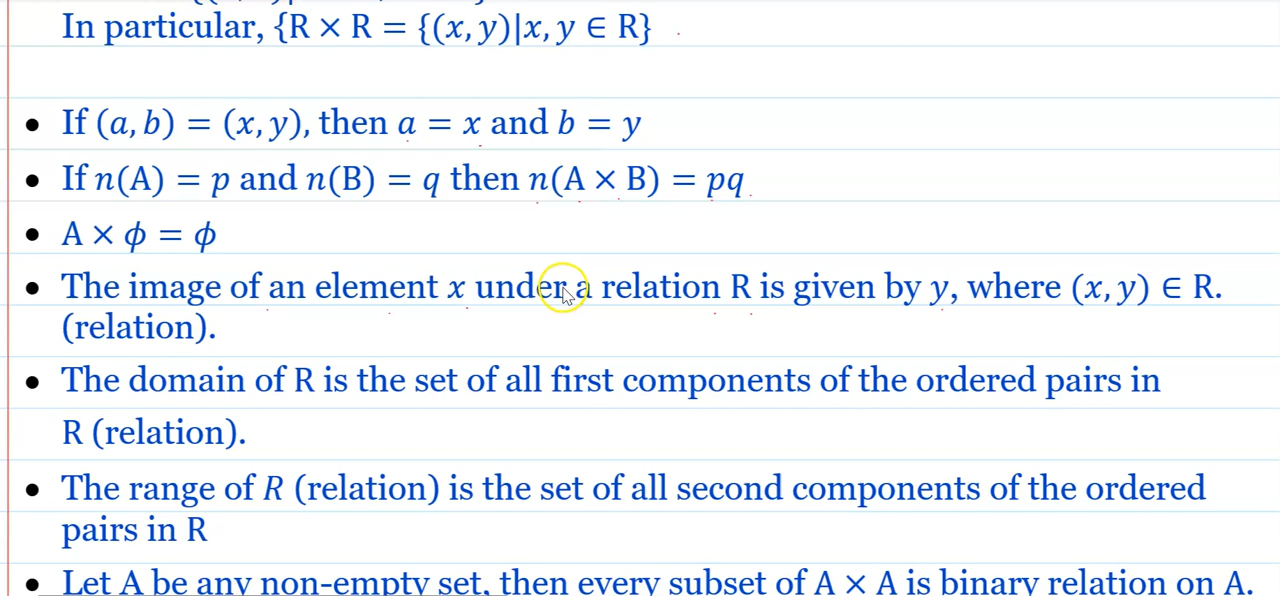 In particular, {R × R = {(x, y)|x, y ∈ R}
• If (a, b) = (x, y), then a = x and b = y
• If n(A) = p and n(B) = q then n(A × B) = pq
• A × ϕ = ϕ
• The image of an element x under a relation R is given by y, where (x, y) ∈ R.
(relation).
• The domain of R is the set of all first components of the ordered pairs in
R (relation).
• The range of R (relation) is the set of all second components of the ordered
pairs in R
• Let A be any non-empty set, then every subset of A × A is binary relation on A.